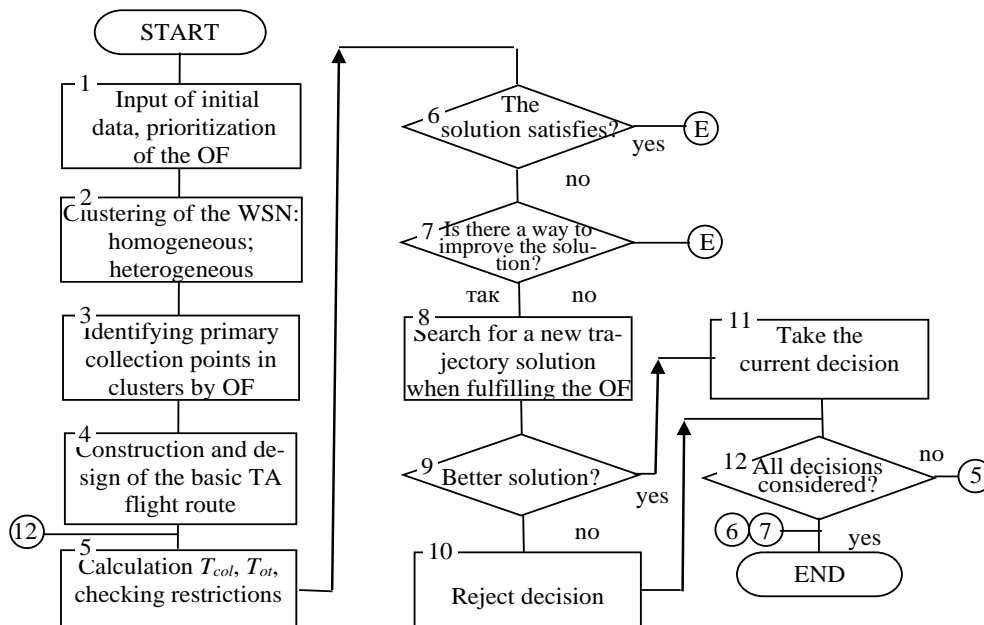 START
1
Input of initial
data, prioritization
of the OF
2
Clustering of the WSN:
homogeneous;
heterogeneous
3
Identifying primary
collection points in
clusters by OF
4
Construction and de-
sign of the basic TA
flight route
12
5
Calculation Tcol, Tot,
checking restrictions
6
The
solution satisfies?
yes
E
no
7
Is there a way to
improve the solu-
tion?
E
так
no
8
Search for a new tra-
jectory solution
when fulfilling the OF
9
Better solution?
yes
no
10
Reject decision
11
Take the
current decision
12
All decisions
considered?
no
5
6
7
yes
END